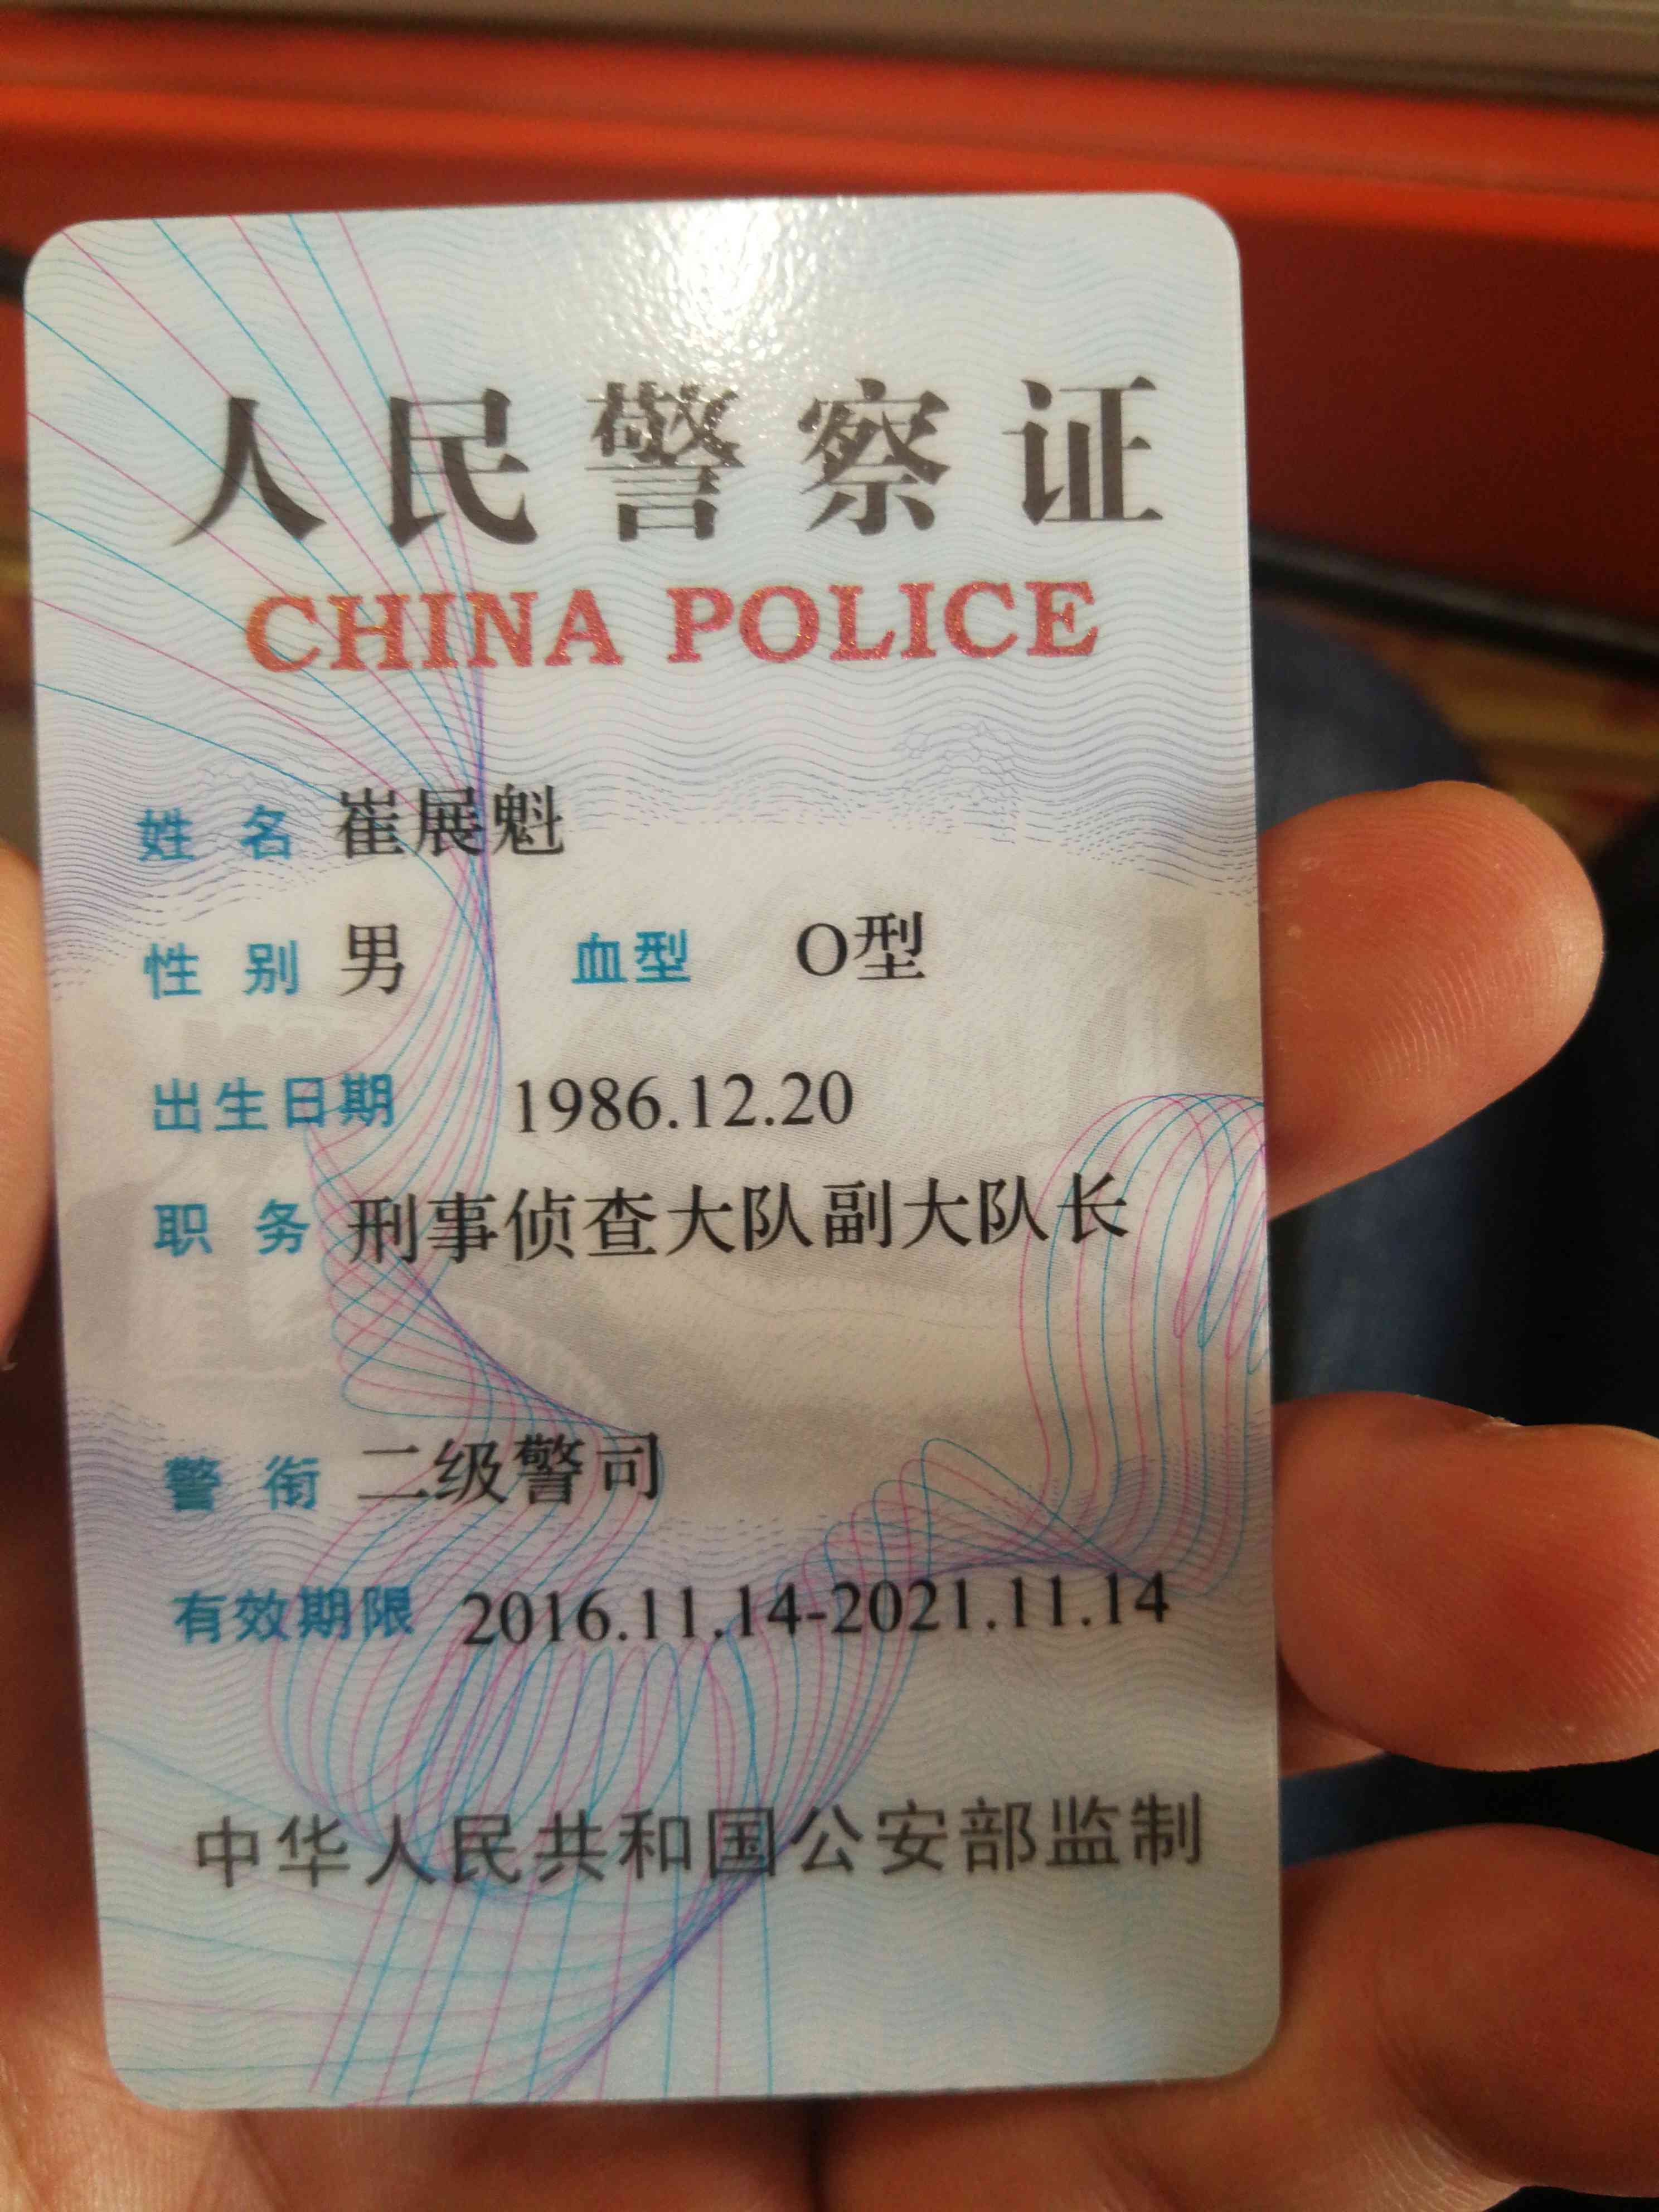 人民警察证
CHINA POLICE
姓名 崔展魁
性别 男 血型 O型
出生日期 1986.12.20
职务 刑事侦查大队副大队长
警衔 二级警司
有效期限 2016.11.14-2021.11.14
中华人民共和国公安部监制